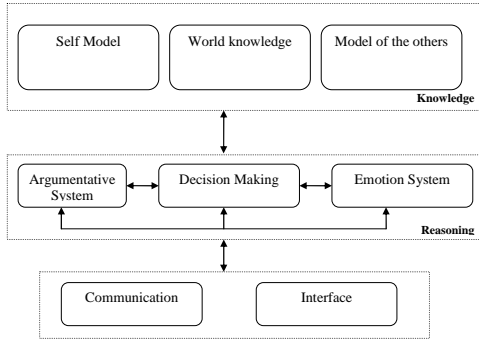 Self Model
World knowledge
Model of the others
Knowledge
Argumentative
System
Decision Making
Emotion System
Reasoning
Communication
Interface